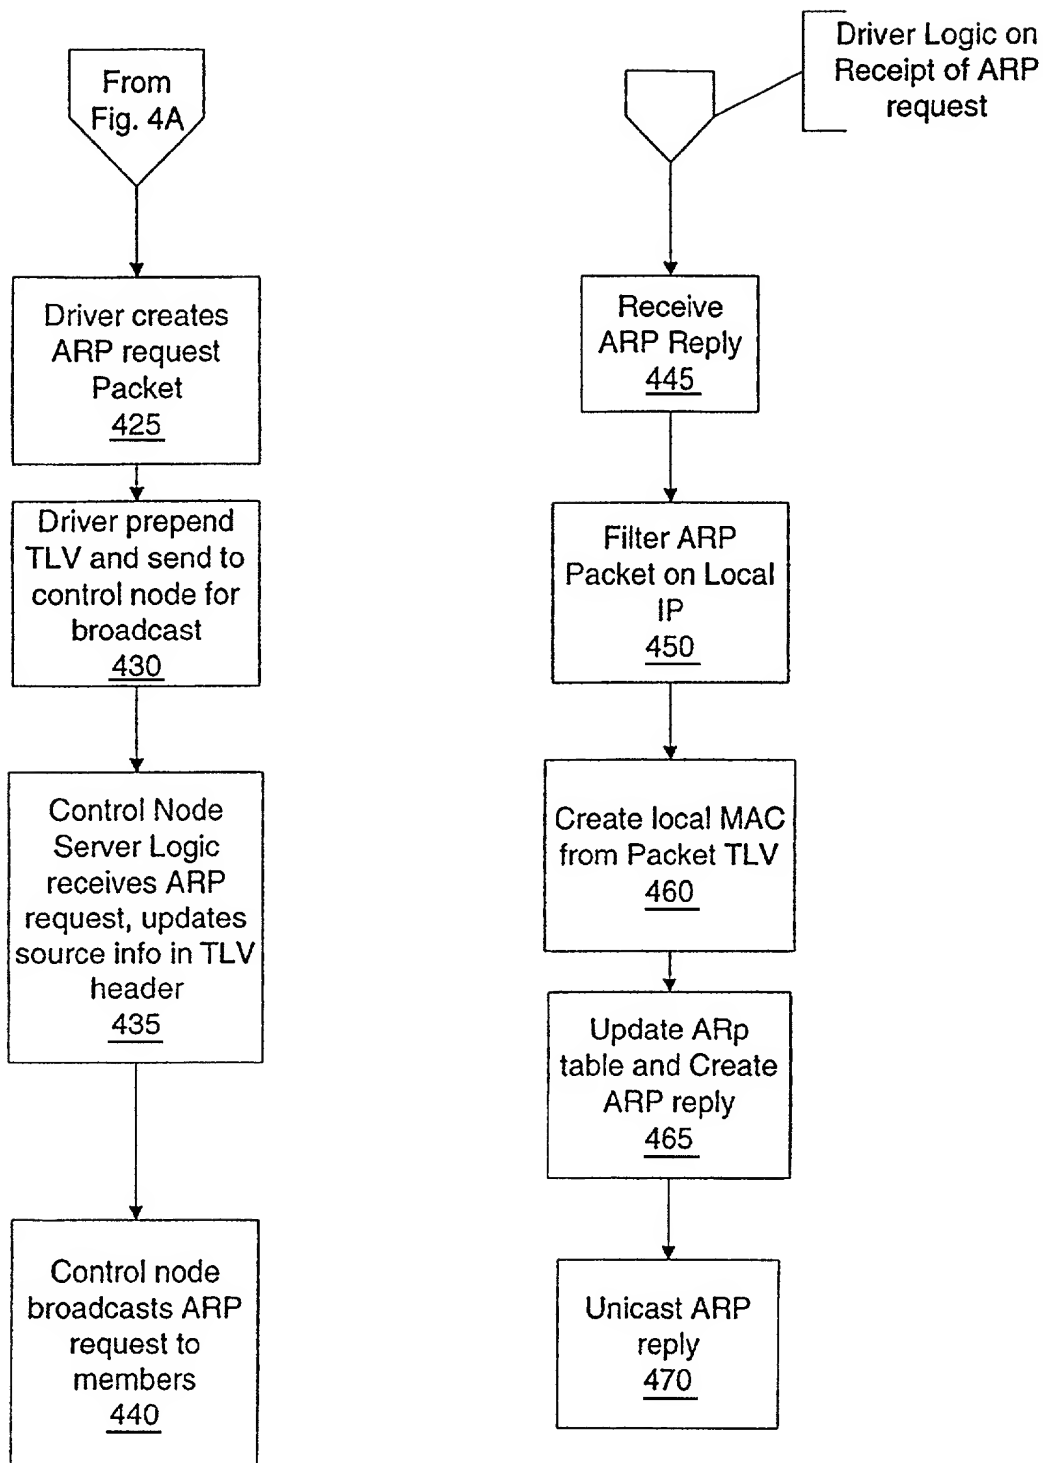 From
Fig. 4A
Driver creates
ARP request
Packet
425
Driver prepend
TLV and send to
control node for
broadcast
430
Control Node
Server Logic
receives ARP
request, updates
source info in TLV
header
435
Control node
broadcasts ARP
request to
members
440
Driver Logic on
Receipt of ARP
request
Receive
ARP Reply
445
Filter ARP
Packet on Local
IP
450
Create local MAC
from Packet TLV
460
Update ARp
table and Create
ARP reply
465
Unicast ARP
reply
470